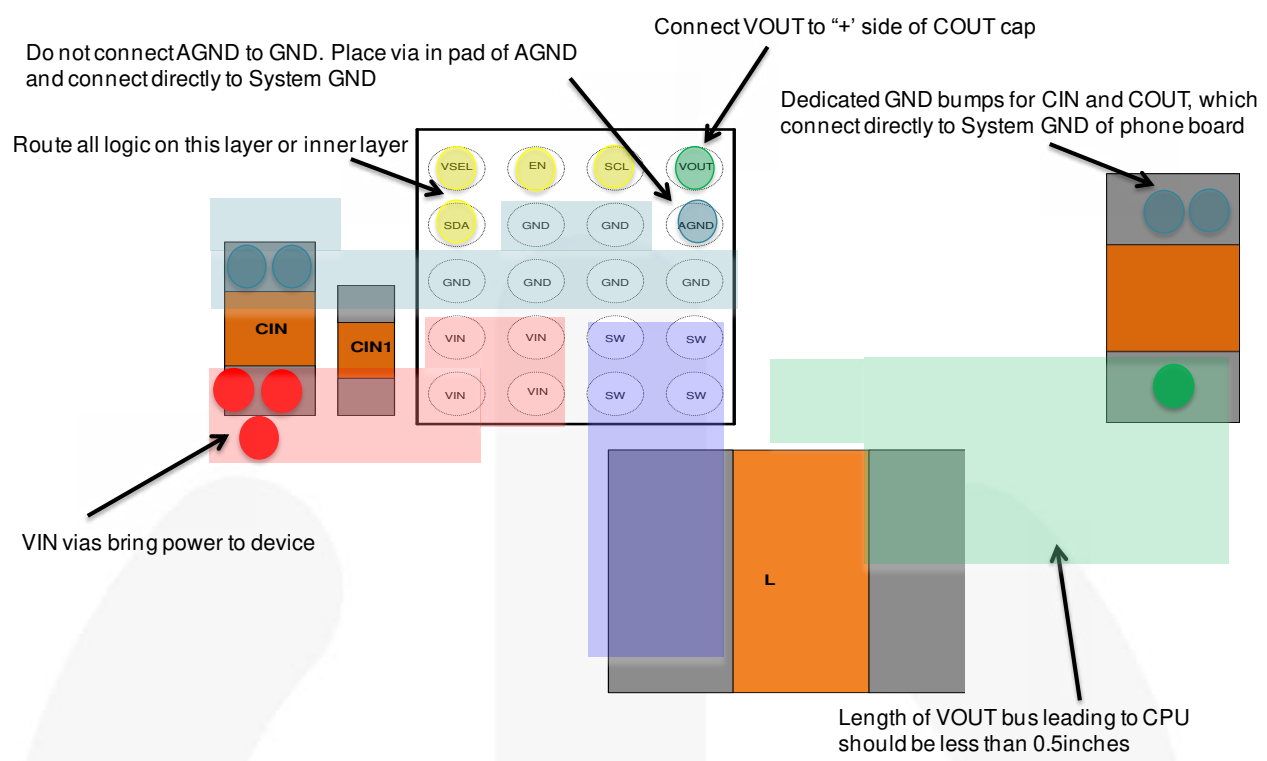 Connect VOUT to “+’ side of COUT cap
Do not connect AGND to GND. Place via in pad of AGND
and connect directly to System GND
Dedicated GND bumps for CIN and COUT, which
connect directly to System GND of phone board
Route all logic on this layer or inner layer
VSEL EN SCL VOUT
SDA GND GND AGND
GND GND GND GND
VIN VIN SW SW
VIN VIN SW SW
CIN
CIN1
VIN vias bring power to device
L
Length of VOUT bus leading to CPU
should be less than 0.5inches